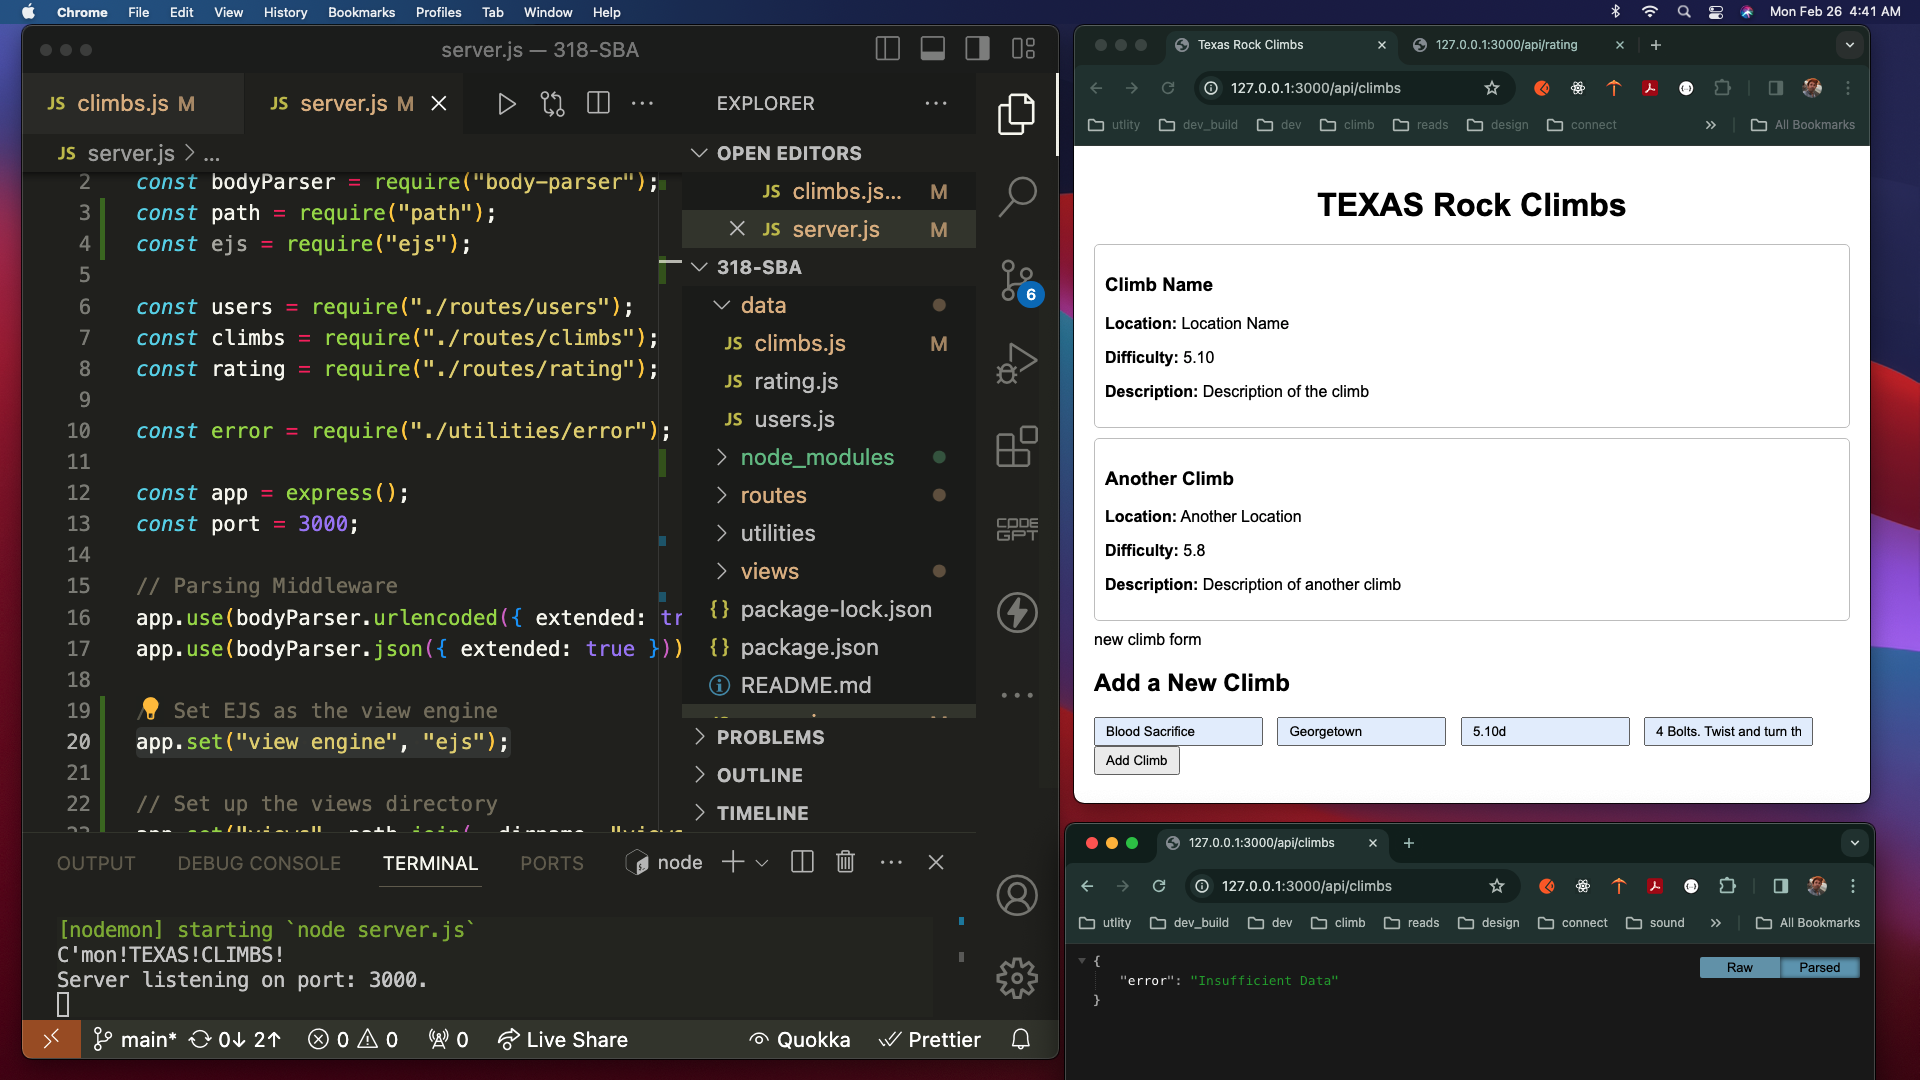 Chrome File Edit View History Bookmarks Profiles Tab Window Help
Mon Feb 26 4:41 AM
server.js — 318-SBA
JS climbs.js M
JS server.js M
JS server.js > ...
2 const bodyParser = require("body-parser");
3 const path = require("path");
4 const ejs = require("ejs");
5
6 const users = require("./routes/users");
7 const climbs = require("./routes/climbs");
8 const rating = require("./routes/rating");
9
10 const error = require("./utilities/error");
11
12 const app = express();
13 const port = 3000;
14
15 // Parsing Middleware
16 app.use(bodyParser.urlencoded({ extended: tr
17 app.use(bodyParser.json({ extended: true }))
18
19 Set EJS as the view engine
20 app.set("view engine", "ejs");
21
22 // Set up the views directory
23 app.set("views", path.join(__dirname, "views
EXPLORER
OPEN EDITORS
JS climbs.js... M
JS server.js M
318-SBA
data
JS climbs.js M
JS rating.js
JS users.js
node_modules
routes
utilities
views
{} package-lock.json
{} package.json
README.md
PROBLEMS
OUTLINE
TIMELINE
6
CODE
GPT
OUTPUT DEBUG CONSOLE TERMINAL PORTS node
[nodemon] starting `node server.js`
C'mon!TEXAS!CLIMBS!
Server listening on port: 3000.
main* 0↓ 2↑ 0 0 0 Live Share Quokka Prettier
Texas Rock Climbs
127.0.0.1:3000/api/rating
127.0.0.1:3000/api/climbs
utlity dev_build dev climb reads design connect » All Bookmarks
TEXAS Rock Climbs
Climb Name
Location: Location Name
Difficulty: 5.10
Description: Description of the climb
Another Climb
Location: Another Location
Difficulty: 5.8
Description: Description of another climb
new climb form
Add a New Climb
Blood Sacrifice Georgetown 5.10d 4 Bolts. Twist and turn th
Add Climb
127.0.0.1:3000/api/climbs
127.0.0.1:3000/api/climbs
utlity dev_build dev climb reads design connect sound » All Bookmarks
{
"error": "Insufficient Data"
}
Raw Parsed